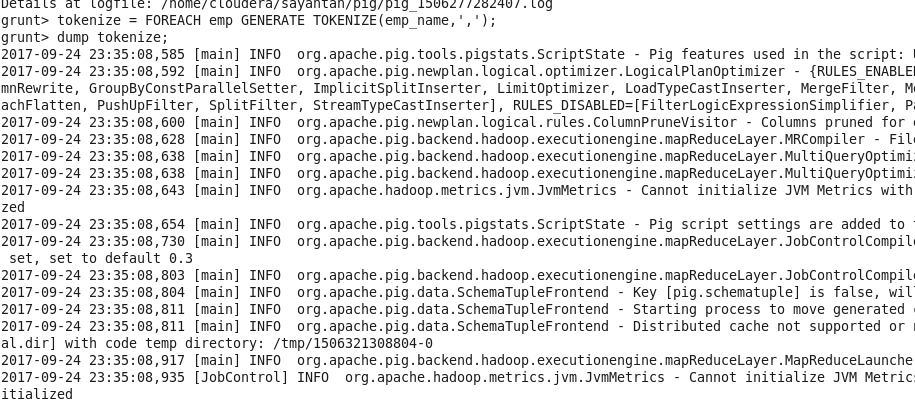 Details at logfile: /home/cloudera/sayantan/pig/pig_1506277282407.log
grunt> tokenize = FOREACH emp GENERATE TOKENIZE(emp_name,',');
grunt> dump tokenize;
2017-09-24 23:35:08,585 [main] INFO  org.apache.pig.tools.pigstats.ScriptState - Pig features used in the script:
2017-09-24 23:35:08,592 [main] INFO  org.apache.pig.newplan.logical.optimizer.LogicalPlanOptimizer - {RULES_ENABLED
mnRewrite, GroupByConstParallelSetter, ImplicitSplitInserter, LimitOptimizer, LoadTypeCastInserter, MergeFilter,
achFlatten, PushUpFilter, SplitFilter, StreamTypeCastInserter], RULES_DISABLED=[FilterLogicExpressionSimplifier,
2017-09-24 23:35:08,600 [main] INFO  org.apache.pig.newplan.logical.rules.ColumnPruneVisitor - Columns pruned for
2017-09-24 23:35:08,628 [main] INFO  org.apache.pig.backend.hadoop.executionengine.mapReduceLayer.MRCompiler - File
2017-09-24 23:35:08,638 [main] INFO  org.apache.pig.backend.hadoop.executionengine.mapReduceLayer.MultiQueryOptimi
2017-09-24 23:35:08,638 [main] INFO  org.apache.pig.backend.hadoop.executionengine.mapReduceLayer.MultiQueryOptimi
2017-09-24 23:35:08,643 [main] INFO  org.apache.hadoop.metrics.jvm.JvmMetrics - Cannot initialize JVM Metrics with
zed
2017-09-24 23:35:08,654 [main] INFO  org.apache.pig.tools.pigstats.ScriptState - Pig script settings are added to
2017-09-24 23:35:08,730 [main] INFO  org.apache.pig.backend.hadoop.executionengine.mapReduceLayer.JobControlCompile
 set, set to default 0.3
2017-09-24 23:35:08,803 [main] INFO  org.apache.pig.backend.hadoop.executionengine.mapReduceLayer.JobControlCompile
2017-09-24 23:35:08,804 [main] INFO  org.apache.pig.data.SchemaTupleFrontend - Key [pig.schematuple] is false, wil
2017-09-24 23:35:08,811 [main] INFO  org.apache.pig.data.SchemaTupleFrontend - Starting process to move generated
2017-09-24 23:35:08,811 [main] INFO  org.apache.pig.data.SchemaTupleFrontend - Distributed cache not supported or
al.dir] with code temp directory: /tmp/1506321308804-0
2017-09-24 23:35:08,917 [main] INFO  org.apache.pig.backend.hadoop.executionengine.mapReduceLayer.MapReduceLaunche
2017-09-24 23:35:08,935 [JobControl] INFO  org.apache.hadoop.metrics.jvm.JvmMetrics - Cannot initialize JVM Metrics
itialized